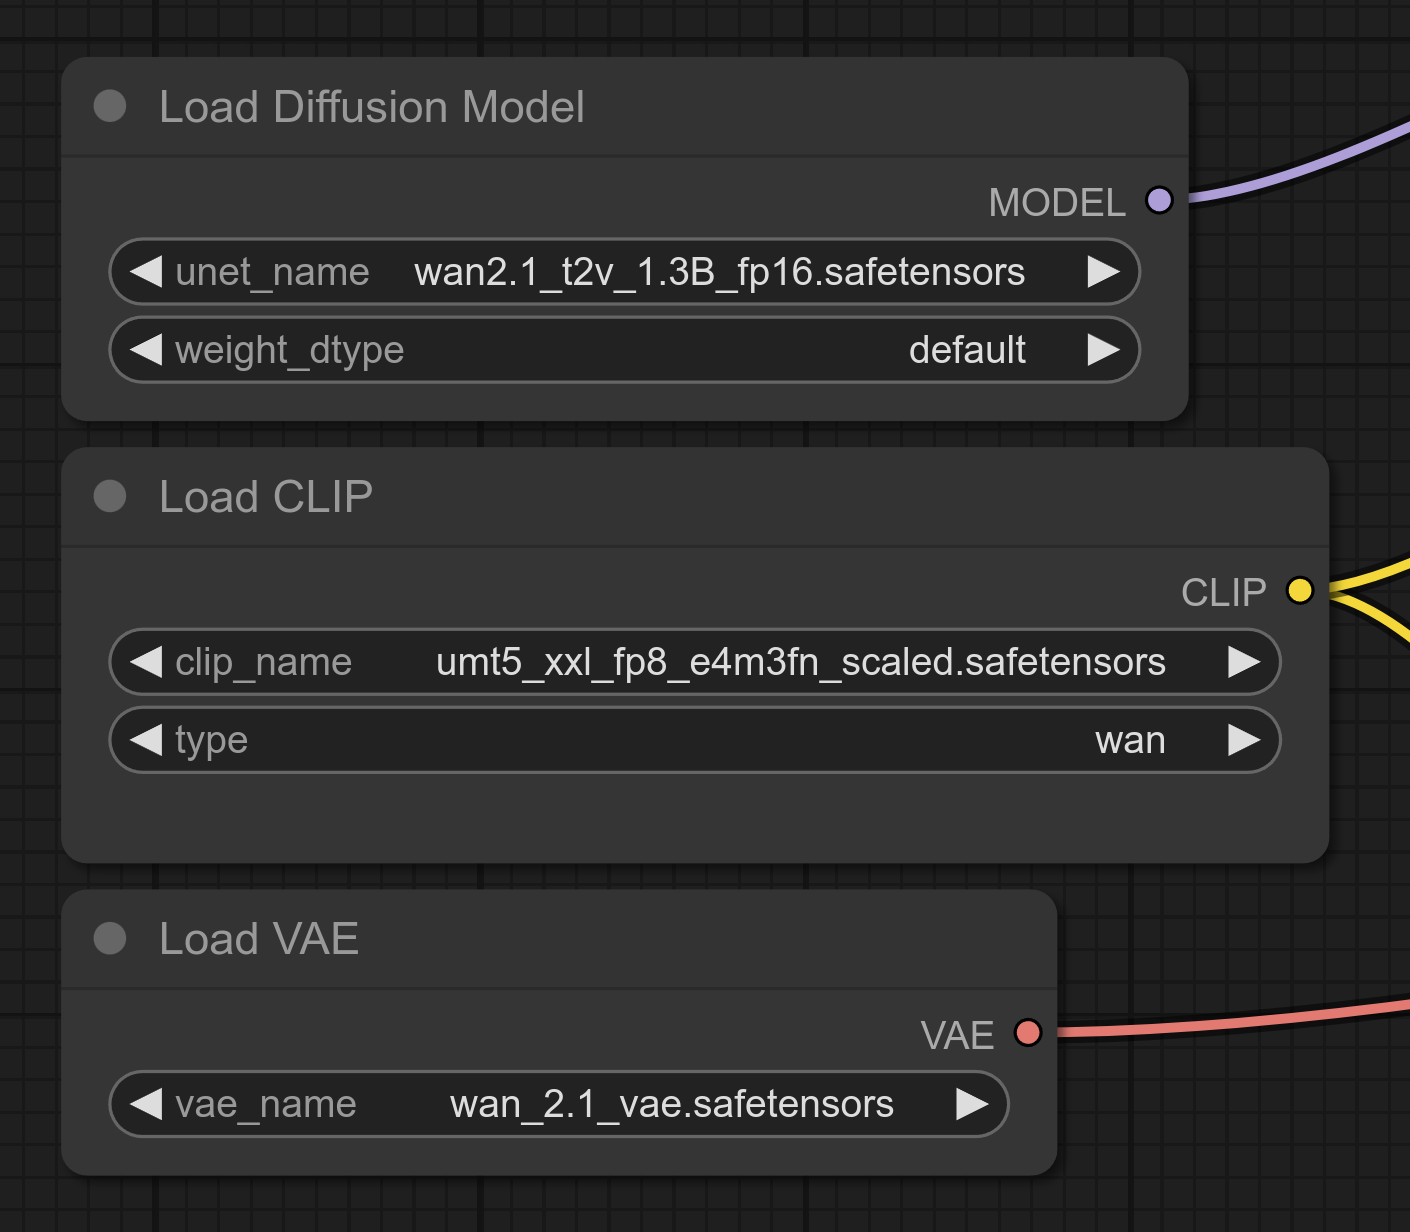 Load Diffusion Model
MODEL
unet_name wan2.1_t2v_1.3B_fp16.safetensors
weight_dtype default
Load CLIP
CLIP
clip_name umt5_xxl_fp8_e4m3fn_scaled.safetensors
type wan
Load VAE
VAE
vae_name wan_2.1_vae.safetensors